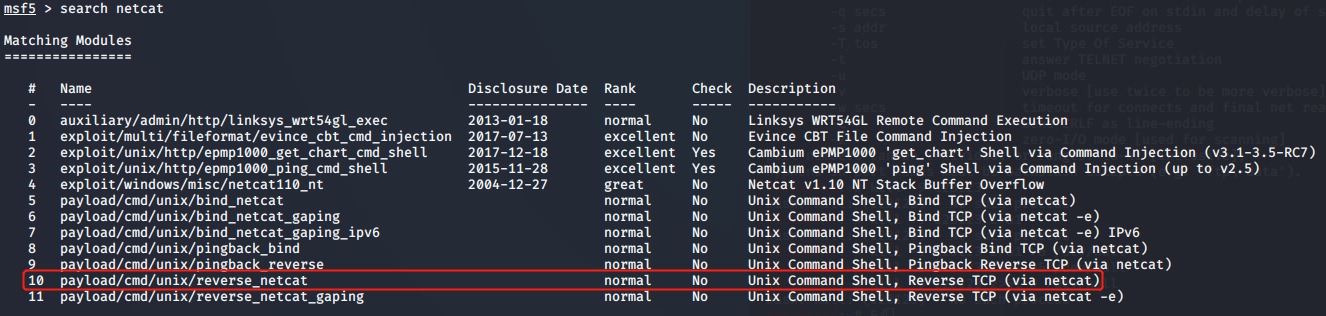 msf5 > search netcat
Matching Modules
================
# Name Disclosure Date Rank Check Description
- ---- --------------- ---- ----- -----------
0 auxiliary/admin/http/linksys_wrt54gl_exec 2013-01-18 normal No Linksys WRT54GL Remote Command Execution
1 exploit/multi/fileformat/evince_cbt_cmd_injection 2017-07-13 excellent No Evince CBT File Command Injection
2 exploit/unix/http/epmp1000_get_chart_cmd_shell 2017-12-18 excellent Yes Cambium ePMP1000 'get_chart' Shell via Command Injection (v3.1-3.5-RC7)
3 exploit/unix/http/epmp1000_ping_cmd_shell 2015-11-28 excellent Yes Cambium ePMP1000 'ping' Shell via Command Injection (up to v2.5)
4 exploit/windows/misc/netcat110_nt 2004-12-27 great No Netcat v1.10 NT Stack Buffer Overflow
5 payload/cmd/unix/bind_netcat normal No Unix Command Shell, Bind TCP (via netcat)
6 payload/cmd/unix/bind_netcat_gaping normal No Unix Command Shell, Bind TCP (via netcat -e)
7 payload/cmd/unix/bind_netcat_gaping_ipv6 normal No Unix Command Shell, Bind TCP (via netcat -e) IPv6
8 payload/cmd/unix/pingback_bind normal No Unix Command Shell, Pingback Bind TCP (via netcat)
9 payload/cmd/unix/pingback_reverse normal No Unix Command Shell, Pingback Reverse TCP (via netcat)
10 payload/cmd/unix/reverse_netcat normal No Unix Command Shell, Reverse TCP (via netcat)
11 payload/cmd/unix/reverse_netcat_gaping normal No Unix Command Shell, Reverse TCP (via netcat -e)
-q secs quit after EOF on stdin and delay of s
-s addr local source address
-T tos set Type Of Service
-t answer TELNET negotiation
-u UDP mode
verbose [use twice to be more verbose]
secs timeout for connects and final net rea
as line-ending
zero-I/O mode [used for scanning]